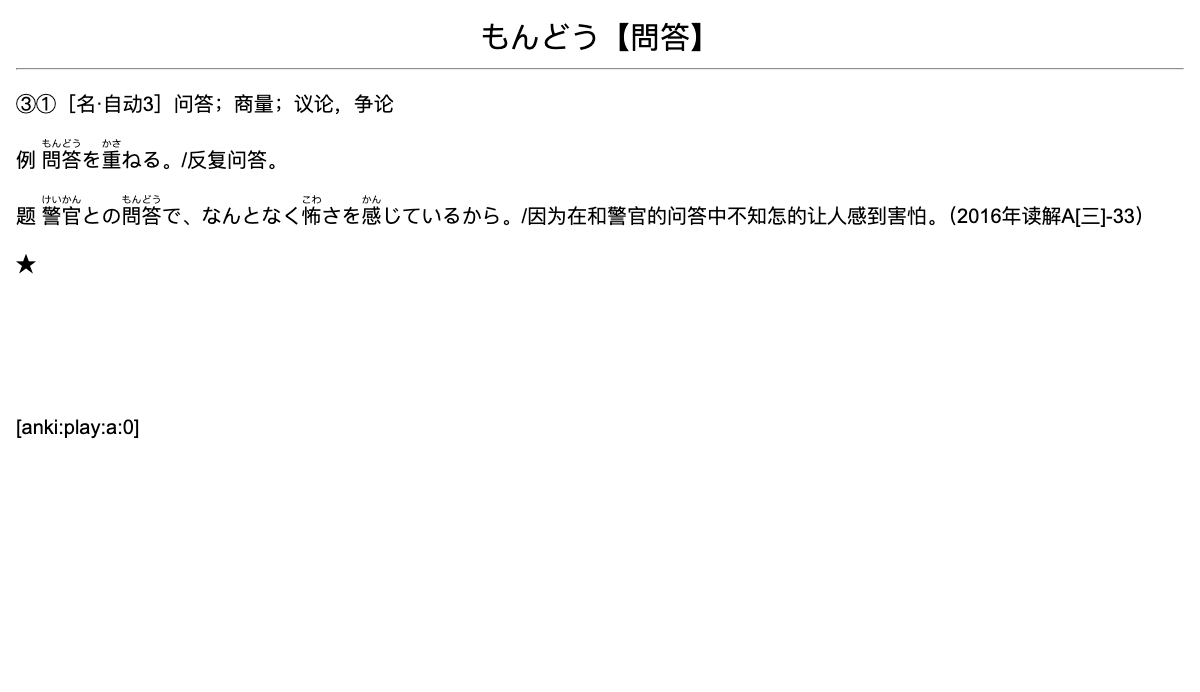 もんどう【問答】
③①［名·自动3］问答；商量；议论，争论
もんどう かさ
例 問答を重ねる。/反复问答。
けいかん もんどう こわ かん
题 警官との問答で、なんとなく怖さを感じているから。/因为在和警官的问答中不知怎的让人感到害怕。（2016年读解A[三]-33）
★
[anki:play:a:0]